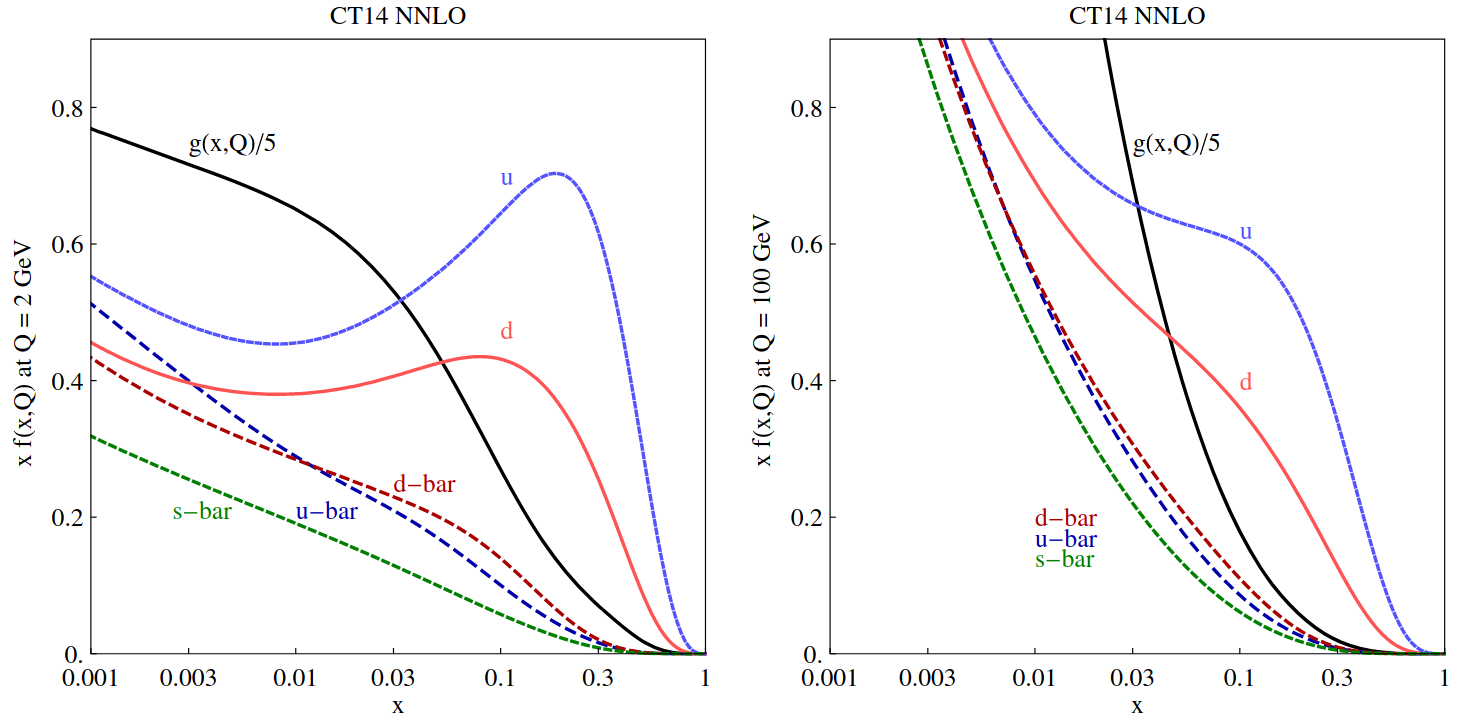 CT14 NNLO
x f(x,Q) at Q = 2 GeV
0.8
0.6
0.4
0.2
0.
g(x,Q)/5
u
d
d−bar
s−bar
u−bar
0.001 0.003 0.01 0.03 0.1 0.3 1
x
CT14 NNLO
x f(x,Q) at Q = 100 GeV
0.8
0.6
0.4
0.2
0.
g(x,Q)/5
u
d
d−bar
u−bar
s−bar
0.001 0.003 0.01 0.03 0.1 0.3 1
x